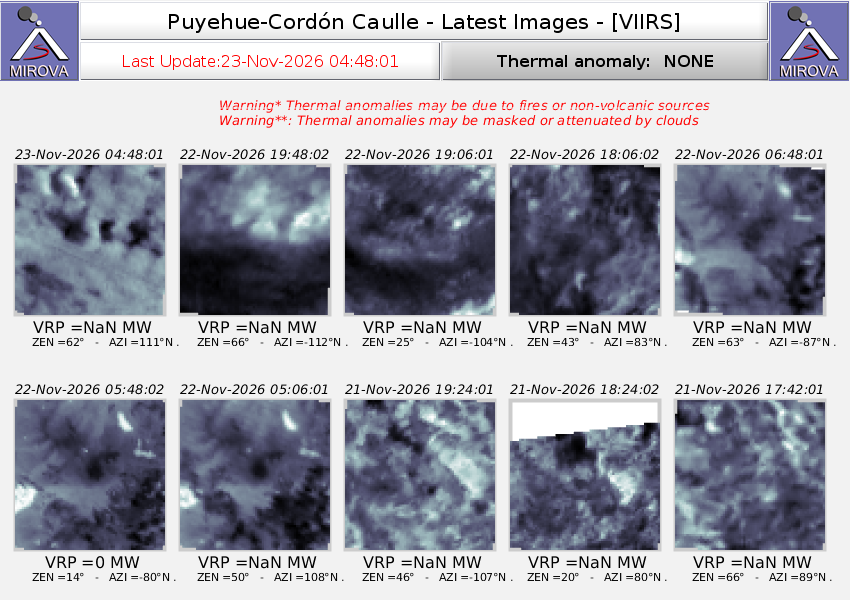 Puyehue-Cordón Caulle - Latest Images - [VIIRS]
MIROVA
Last Update:23-Nov-2026 04:48:01
Thermal anomaly: NONE
MIROVA
Warning* Thermal anomalies may be due to fires or non-volcanic sources
Warning**: Thermal anomalies may be masked or attenuated by clouds
23-Nov-2026 04:48:01
22-Nov-2026 19:48:02
22-Nov-2026 19:06:01
22-Nov-2026 18:06:02
22-Nov-2026 06:48:01
VRP =NaN MW
VRP =NaN MW
VRP =NaN MW
VRP =NaN MW
VRP =NaN MW
ZEN =62° - AZI =111°N .
ZEN =66° - AZI =-112°N .
ZEN =25° - AZI =-104°N .
ZEN =43° - AZI =83°N .
ZEN =63° - AZI =-87°N .
22-Nov-2026 05:48:02
22-Nov-2026 05:06:01
21-Nov-2026 19:24:01
21-Nov-2026 18:24:02
21-Nov-2026 17:42:01
VRP =0 MW
VRP =NaN MW
VRP =NaN MW
VRP =NaN MW
VRP =NaN MW
ZEN =14° - AZI =-80°N .
ZEN =50° - AZI =108°N .
ZEN =46° - AZI =-107°N .
ZEN =20° - AZI =80°N .
ZEN =66° - AZI =89°N .